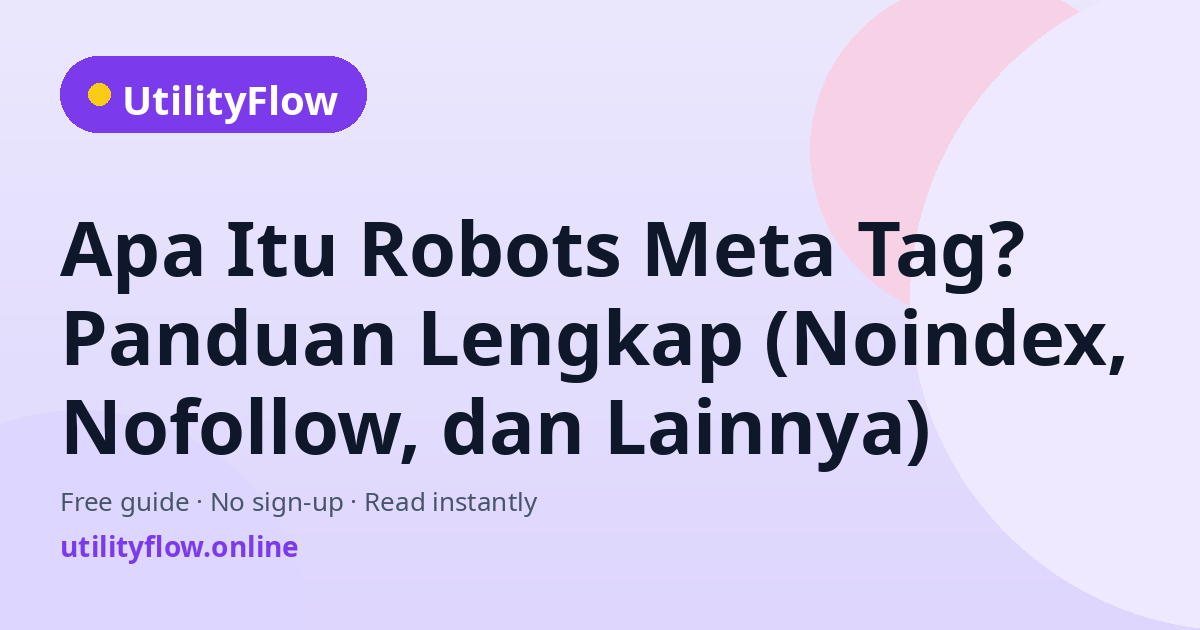 UtilityFlow
Apa Itu Robots Meta Tag?
Panduan Lengkap (Noindex,
Nofollow, dan Lainnya)
Free guide · No sign-up · Read instantly
utilityflow.online